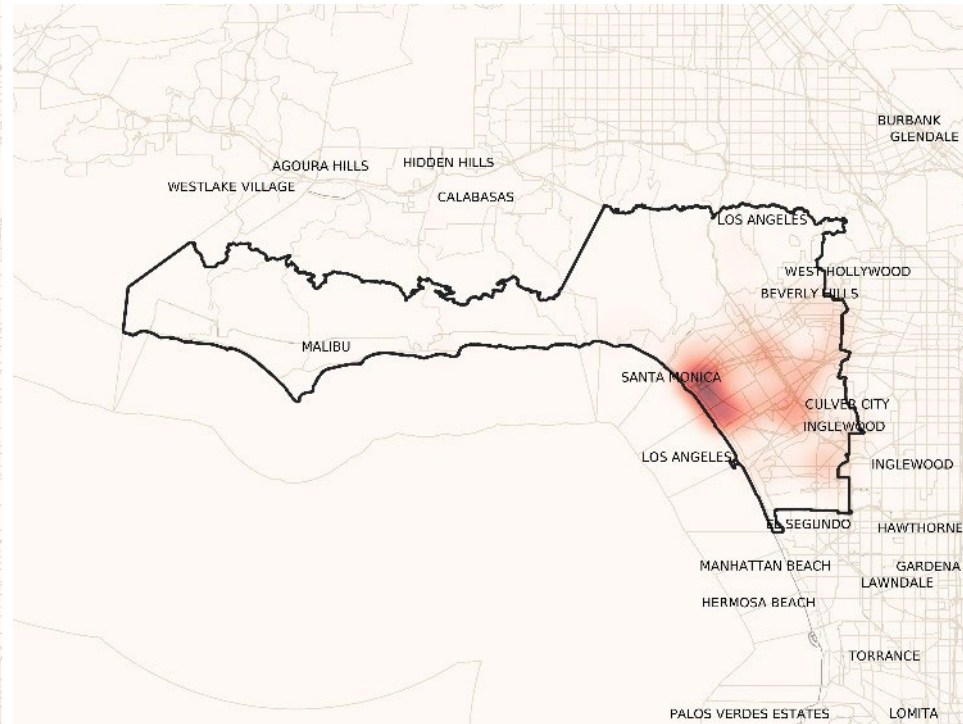 BURBANK
GLENDALE
AGOURA HILLS
HIDDEN HILLS
WESTLAKE VILLAGE
CALABASAS
LOS ANGELES
WEST HOLLYWOOD
BEVERLY HILLS
MALIBU
SANTA MONICA
CULVER CITY
INGLEWOOD
LOS ANGELES
INGLEWOOD
EL SEGUNDO
HAWTHORNE
MANHATTAN BEACH
GARDENA
LAWNDALE
HERMOSA BEACH
TORRANCE
PALOS VERDES ESTATES
LOMITA